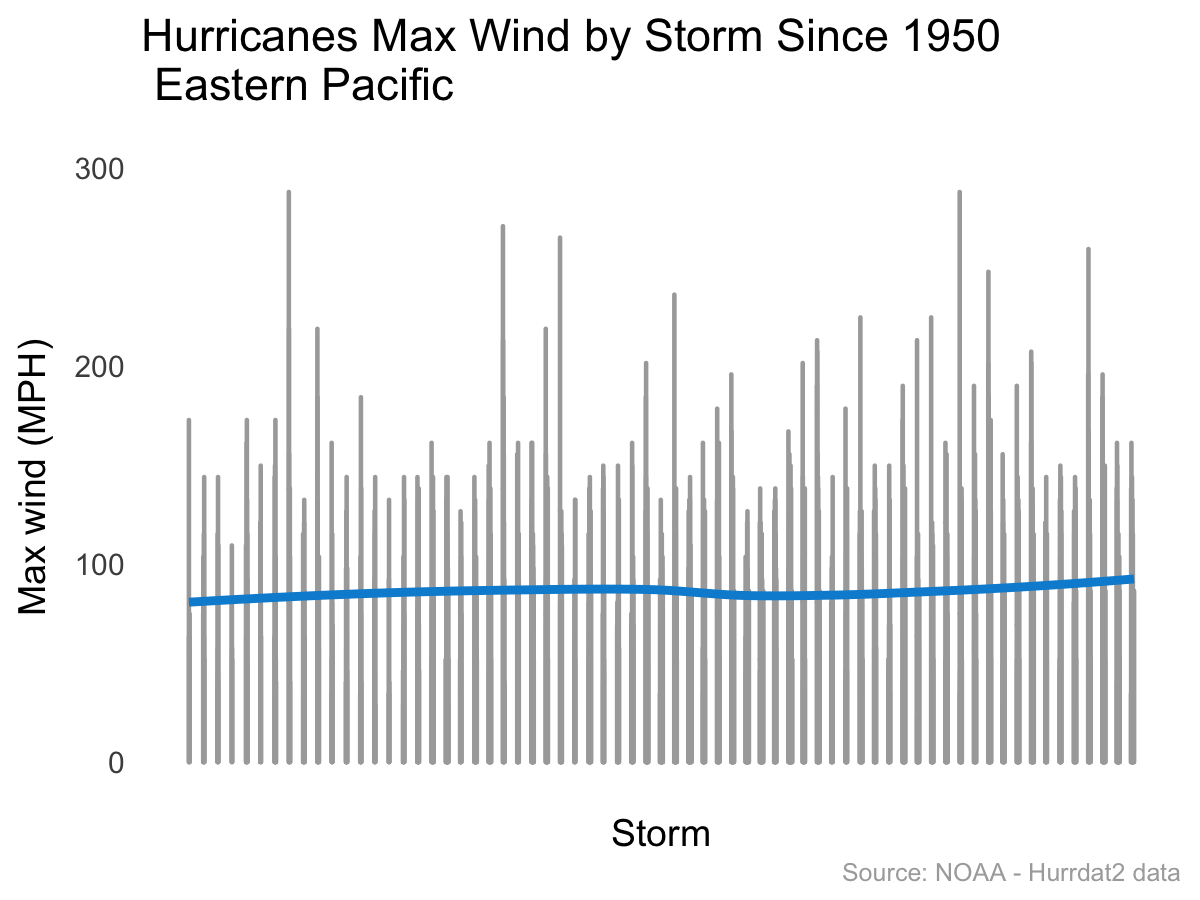 Hurricanes Max Wind by Storm Since 1950
Eastern Pacific
300
200
100
0
Max wind (MPH)
Storm
Source: NOAA - Hurrdat2 data